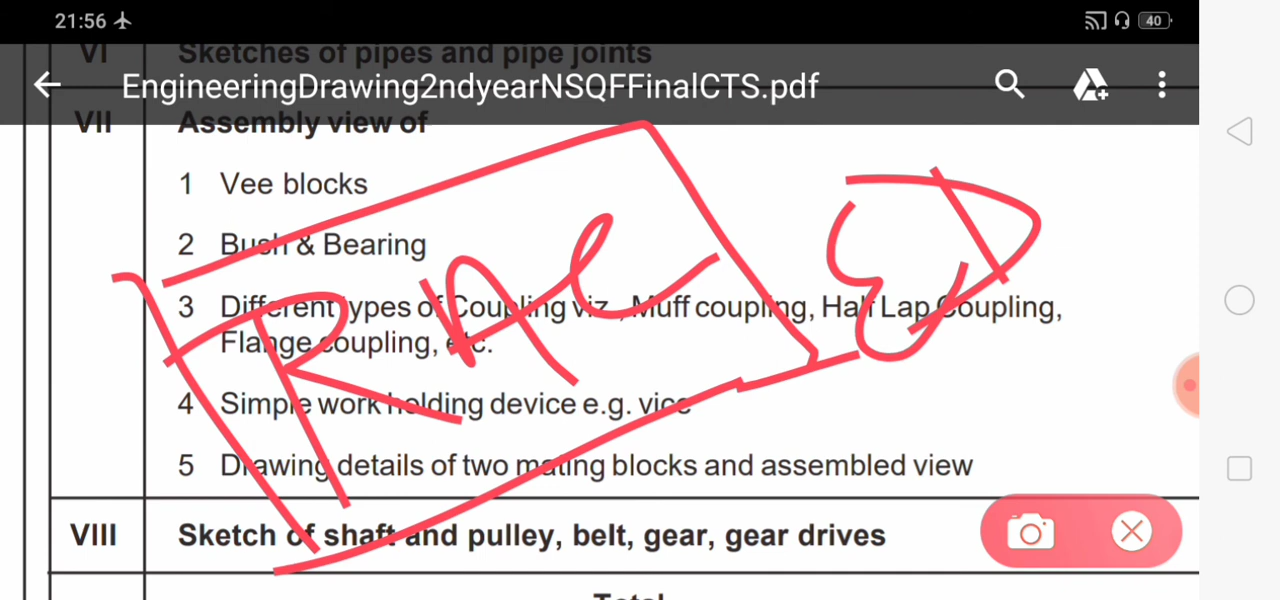 21:56
40
VI Sketches of pipes and pipe joints
EngineeringDrawing2ndyearNSQFFinalCTS.pdf
VII Assembly view of
1 Vee blocks
2 Bush & Bearing
3 Different types of Coupling viz., Muff coupling, Half Lap Coupling,
Flange coupling, etc.
4 Simple work holding device e.g. vice
5 Drawing details of two mating blocks and assembled view
VIII Sketch of shaft and pulley, belt, gear, gear drives
Total